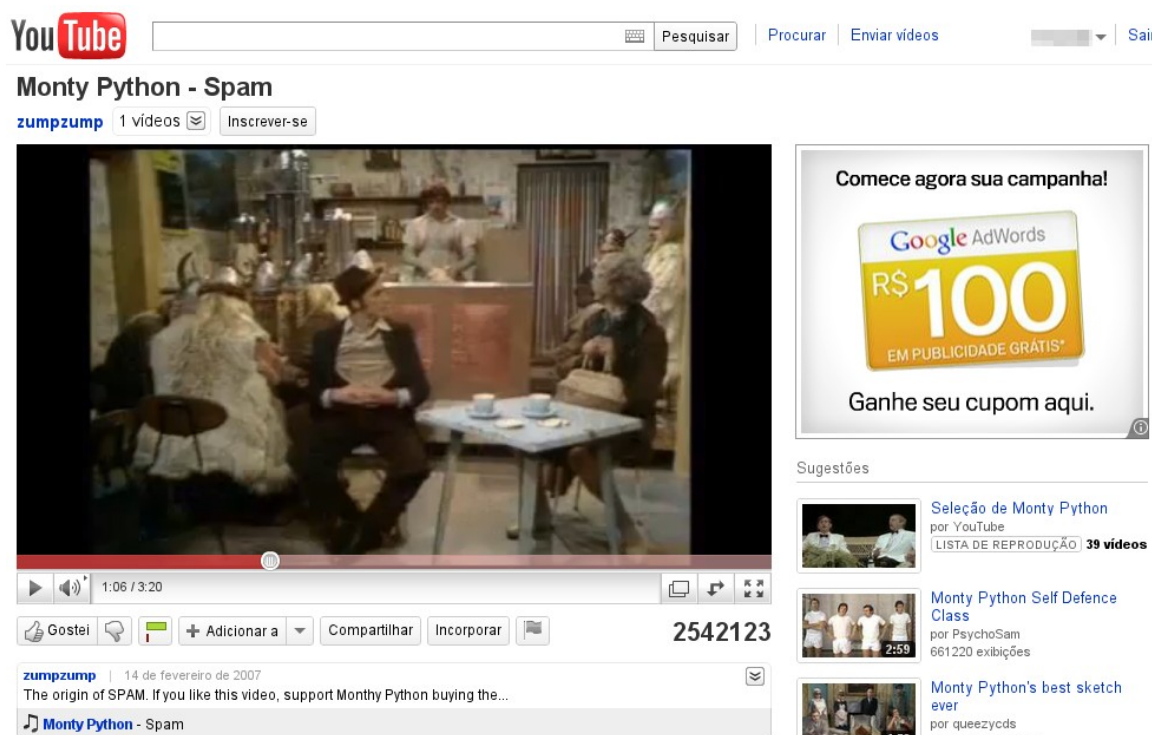 YouTube
Pesquisar
Procurar
Enviar vídeos
Sair
Monty Python - Spam
zumpzump
1 vídeos
Inscrever-se
Comece agora sua campanha!
Google AdWords
R$100
EM PUBLICIDADE GRÁTIS*
Ganhe seu cupom aqui.
Sugestões
Seleção de Monty Python
por YouTube
LISTA DE REPRODUÇÃO 39 vídeos
1:06 / 3:20
Monty Python Self Defence
Class
por PsychoSam
661220 exibições
2:59
Gostei
Adicionar a
Compartilhar
Incorporar
2542123
zumpzump | 14 de fevereiro de 2007
The origin of SPAM. If you like this video, support Monthy Python buying the...
Monty Python - Spam
Monty Python's best sketch
ever
por queezycds